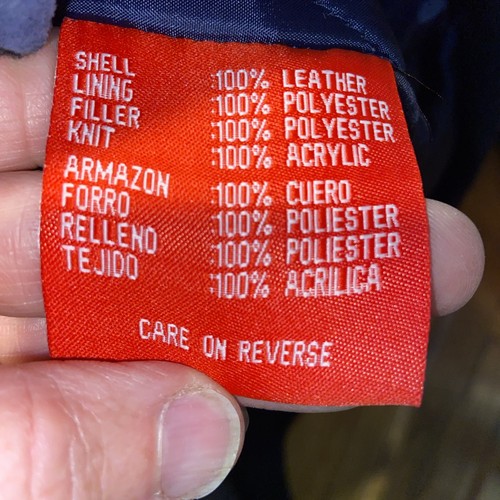 SHELL :100% LEATHER
LINING :100% POLYESTER
FILLER :100% POLYESTER
KNIT :100% ACRYLIC
ARMAZON :100% CUERO
FORRO :100% POLIESTER
RELLENO :100% POLIESTER
TEJIDO :100% ACRILICA
CARE ON REVERSE